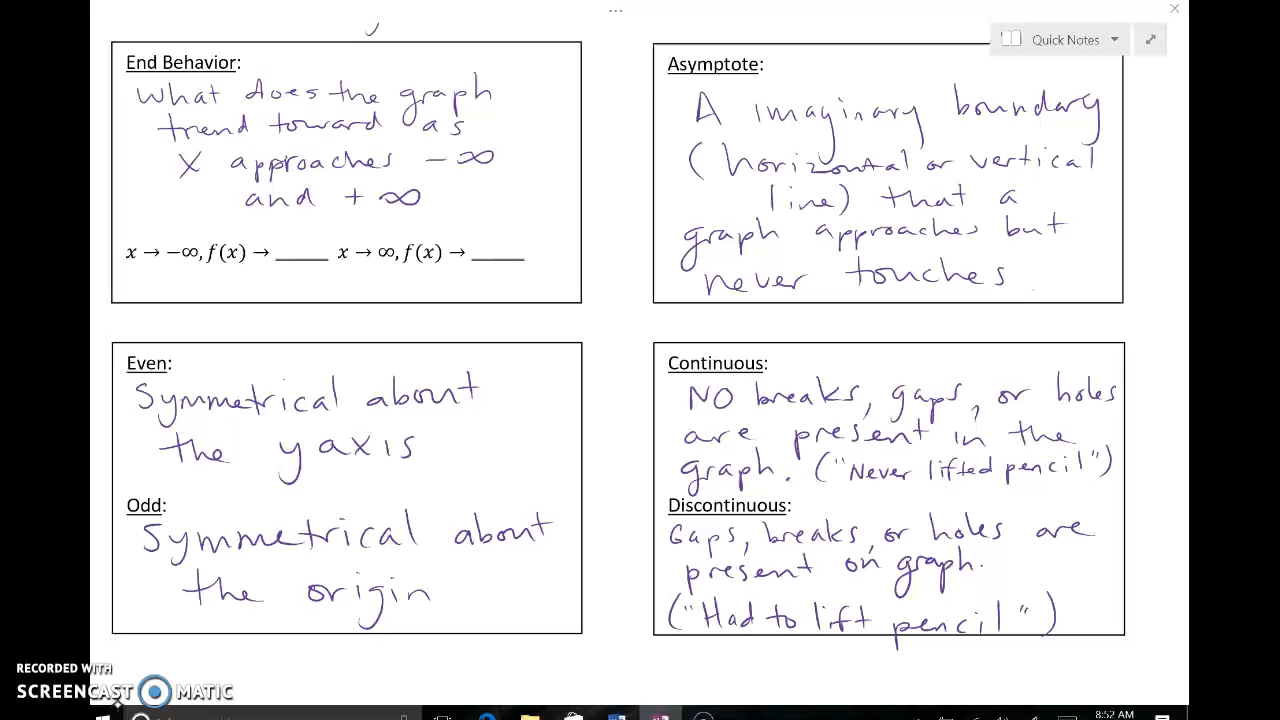 Quick Notes
End Behavior:
What does the graph
trend toward as
x approaches -∞
and +∞
x → -∞, f(x) → _____ x → ∞, f(x) → _____
Asymptote:
A imaginary boundary
(horizontal or vertical
line) that a
graph approaches but
never touches
Even:
Symmetrical about
the y axis
Odd:
Symmetrical about
the origin
Continuous:
NO breaks, gaps, or holes
are present in the
graph. ("Never lifted pencil")
Discontinuous:
Gaps, breaks, or holes are
present on graph.
("Had to lift pencil")
RECORDED WITH
SCREENCAST MATIC
8:52 AM